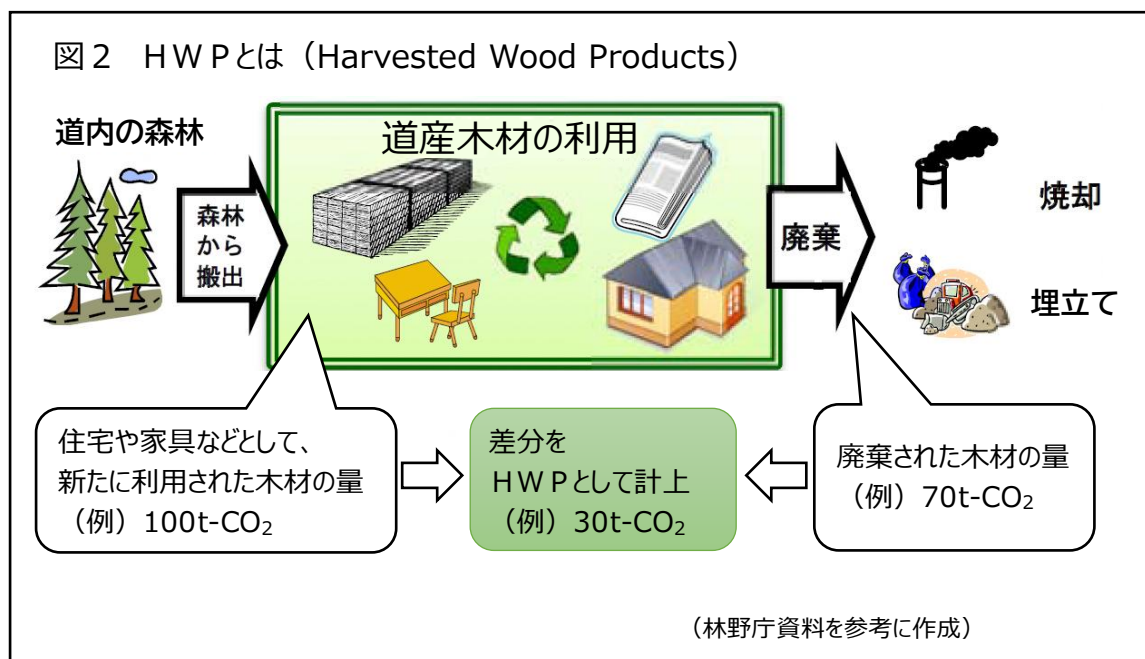 図２　ＨＷＰとは（Harvested Wood Products）
道内の森林
森林
から
搬出
道産木材の利用
廃棄
焼却
埋立て
住宅や家具などとして、
新たに利用された木材の量
（例）100t-CO₂
差分を
ＨＷＰとして計上
（例）30t-CO₂
廃棄された木材の量
（例）70t-CO₂
（林野庁資料を参考に作成）